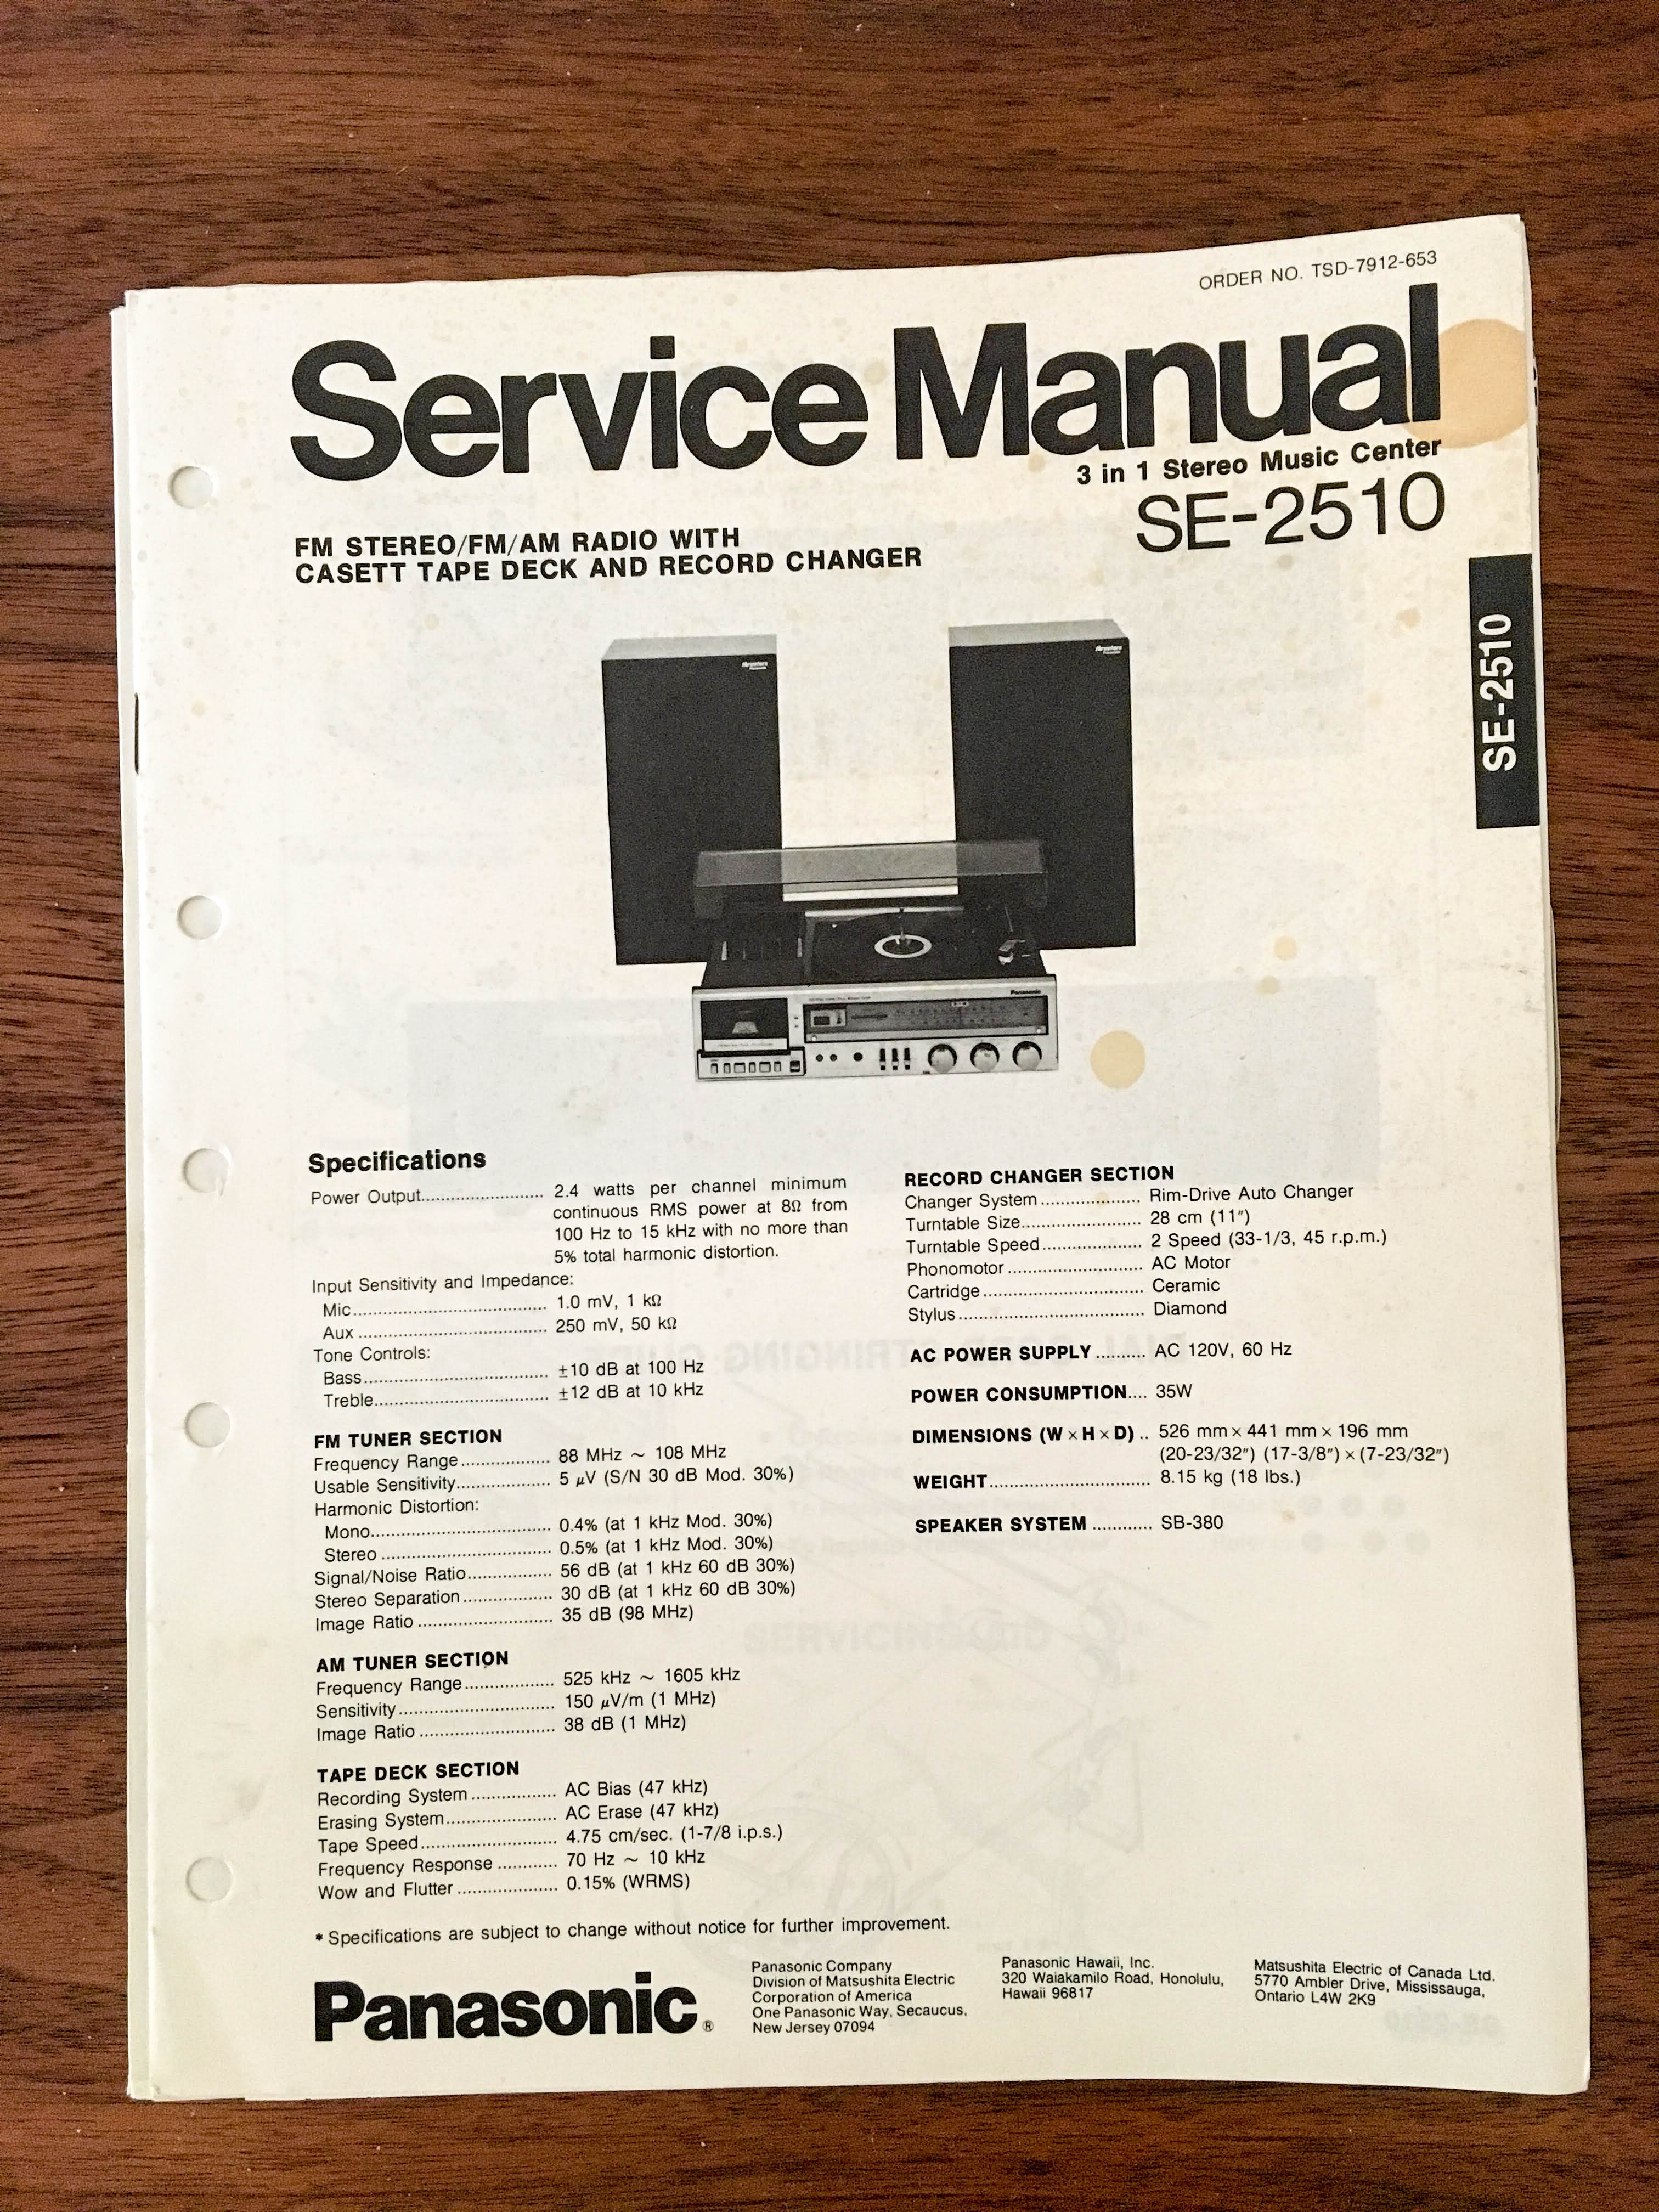 ORDER NO. TSD-7912-653
Service Manual
3 in 1 Stereo Music Center
SE-2510
FM STEREO/FM/AM RADIO WITH
CASETT TAPE DECK AND RECORD CHANGER
SE-2510
Panasonic
Specifications
Power Output........................ 2.4 watts per channel minimum
continuous RMS power at 8Ω from
100 Hz to 15 kHz with no more than
5% total harmonic distortion.
Input Sensitivity and Impedance:
Mic...................................... 1.0 mV, 1 kΩ
Aux ..................................... 250 mV, 50 kΩ
Tone Controls:
Bass.................................... ±10 dB at 100 Hz
Treble.................................. ±12 dB at 10 kHz
FM TUNER SECTION
Frequency Range.................. 88 MHz ~ 108 MHz
Usable Sensitivity................... 5 μV (S/N 30 dB Mod. 30%)
Harmonic Distortion:
Mono................................... 0.4% (at 1 kHz Mod. 30%)
Stereo ................................. 0.5% (at 1 kHz Mod. 30%)
Signal/Noise Ratio................. 56 dB (at 1 kHz 60 dB 30%)
Stereo Separation.................. 30 dB (at 1 kHz 60 dB 30%)
Image Ratio ........................... 35 dB (98 MHz)
AM TUNER SECTION
Frequency Range.................. 525 kHz ~ 1605 kHz
Sensitivity............................... 150 μV/m (1 MHz)
Image Ratio ........................... 38 dB (1 MHz)
TAPE DECK SECTION
Recording System ................. AC Bias (47 kHz)
Erasing System...................... AC Erase (47 kHz)
Tape Speed........................... 4.75 cm/sec. (1-7/8 i.p.s.)
Frequency Response ............ 70 Hz ~ 10 kHz
Wow and Flutter .................... 0.15% (WRMS)
RECORD CHANGER SECTION
Changer System .................... Rim-Drive Auto Changer
Turntable Size........................ 28 cm (11″)
Turntable Speed.................... 2 Speed (33-1/3, 45 r.p.m.)
Phonomotor ........................... AC Motor
Cartridge ................................ Ceramic
Stylus ..................................... Diamond
AC POWER SUPPLY .......... AC 120V, 60 Hz
POWER CONSUMPTION.... 35W
DIMENSIONS (W × H × D) .. 526 mm × 441 mm × 196 mm
(20-23/32″) (17-3/8″) × (7-23/32″)
WEIGHT................................ 8.15 kg (18 lbs.)
SPEAKER SYSTEM ............ SB-380
* Specifications are subject to change without notice for further improvement.
Panasonic®
Panasonic Company
Division of Matsushita Electric
Corporation of America
One Panasonic Way, Secaucus,
New Jersey 07094
Panasonic Hawaii, Inc.
320 Waiakamilo Road, Honolulu,
Hawaii 96817
Matsushita Electric of Canada Ltd.
5770 Ambler Drive, Mississauga,
Ontario L4W 2K9